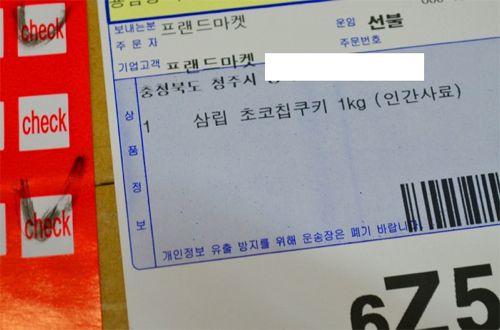 check
check
check
보내는분 프랜드마켓 운임 선불
주 문 자 주문번호
기업고객 프랜드마켓
충청북도 청주시
상품정보
1 삼립 초코칩쿠키 1kg (인간사료)
개인정보 유출 방지를 위해 운송장은 폐기 바랍니다.
6Z5